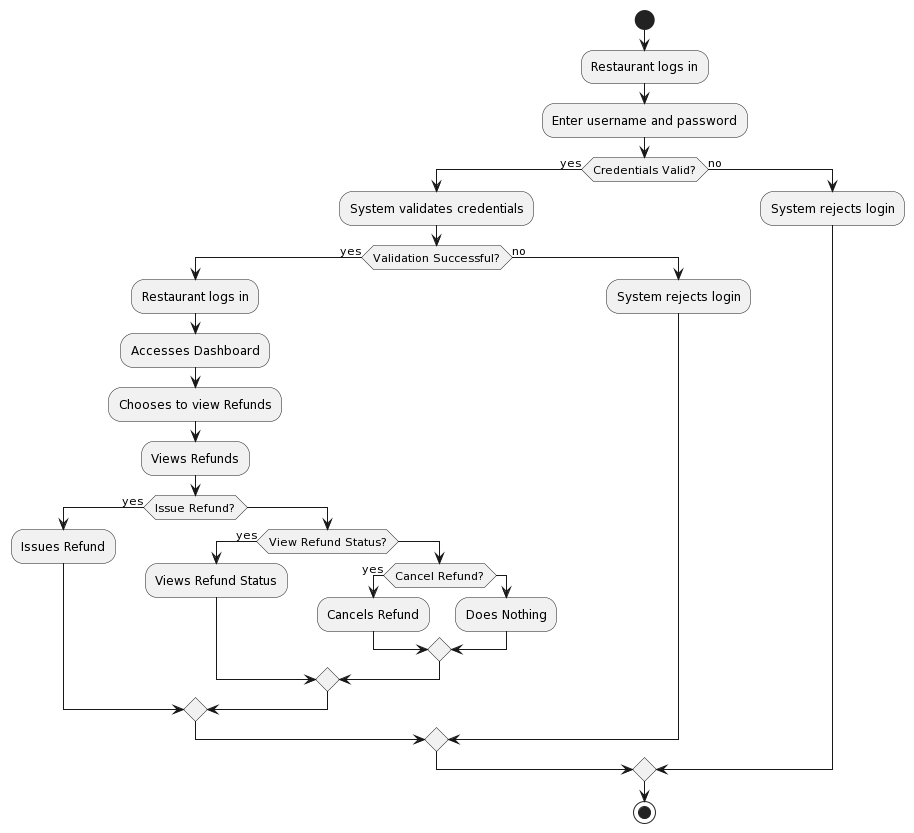 Restaurant logs in
Enter username and password
yes
Credentials Valid?
no
System validates credentials
System rejects login
yes
Validation Successful?
no
Restaurant logs in
System rejects login
Accesses Dashboard
Chooses to view Refunds
Views Refunds
yes
Issue Refund?
Issues Refund
yes
View Refund Status?
Views Refund Status
yes
Cancel Refund?
Cancels Refund
Does Nothing